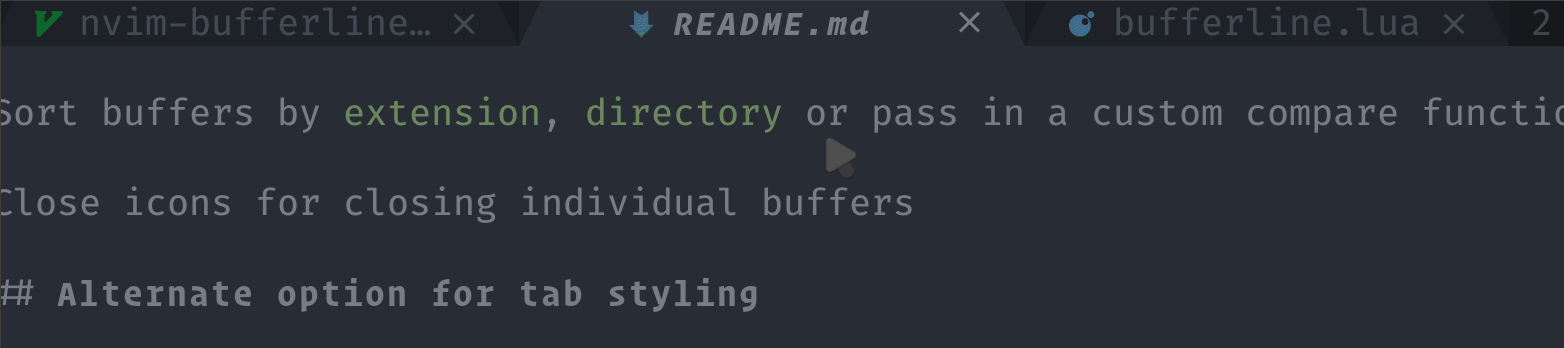 nvim-bufferline… × README.md × bufferline.lua × 2
Sort buffers by extension, directory or pass in a custom compare functio
Close icons for closing individual buffers
## Alternate option for tab styling